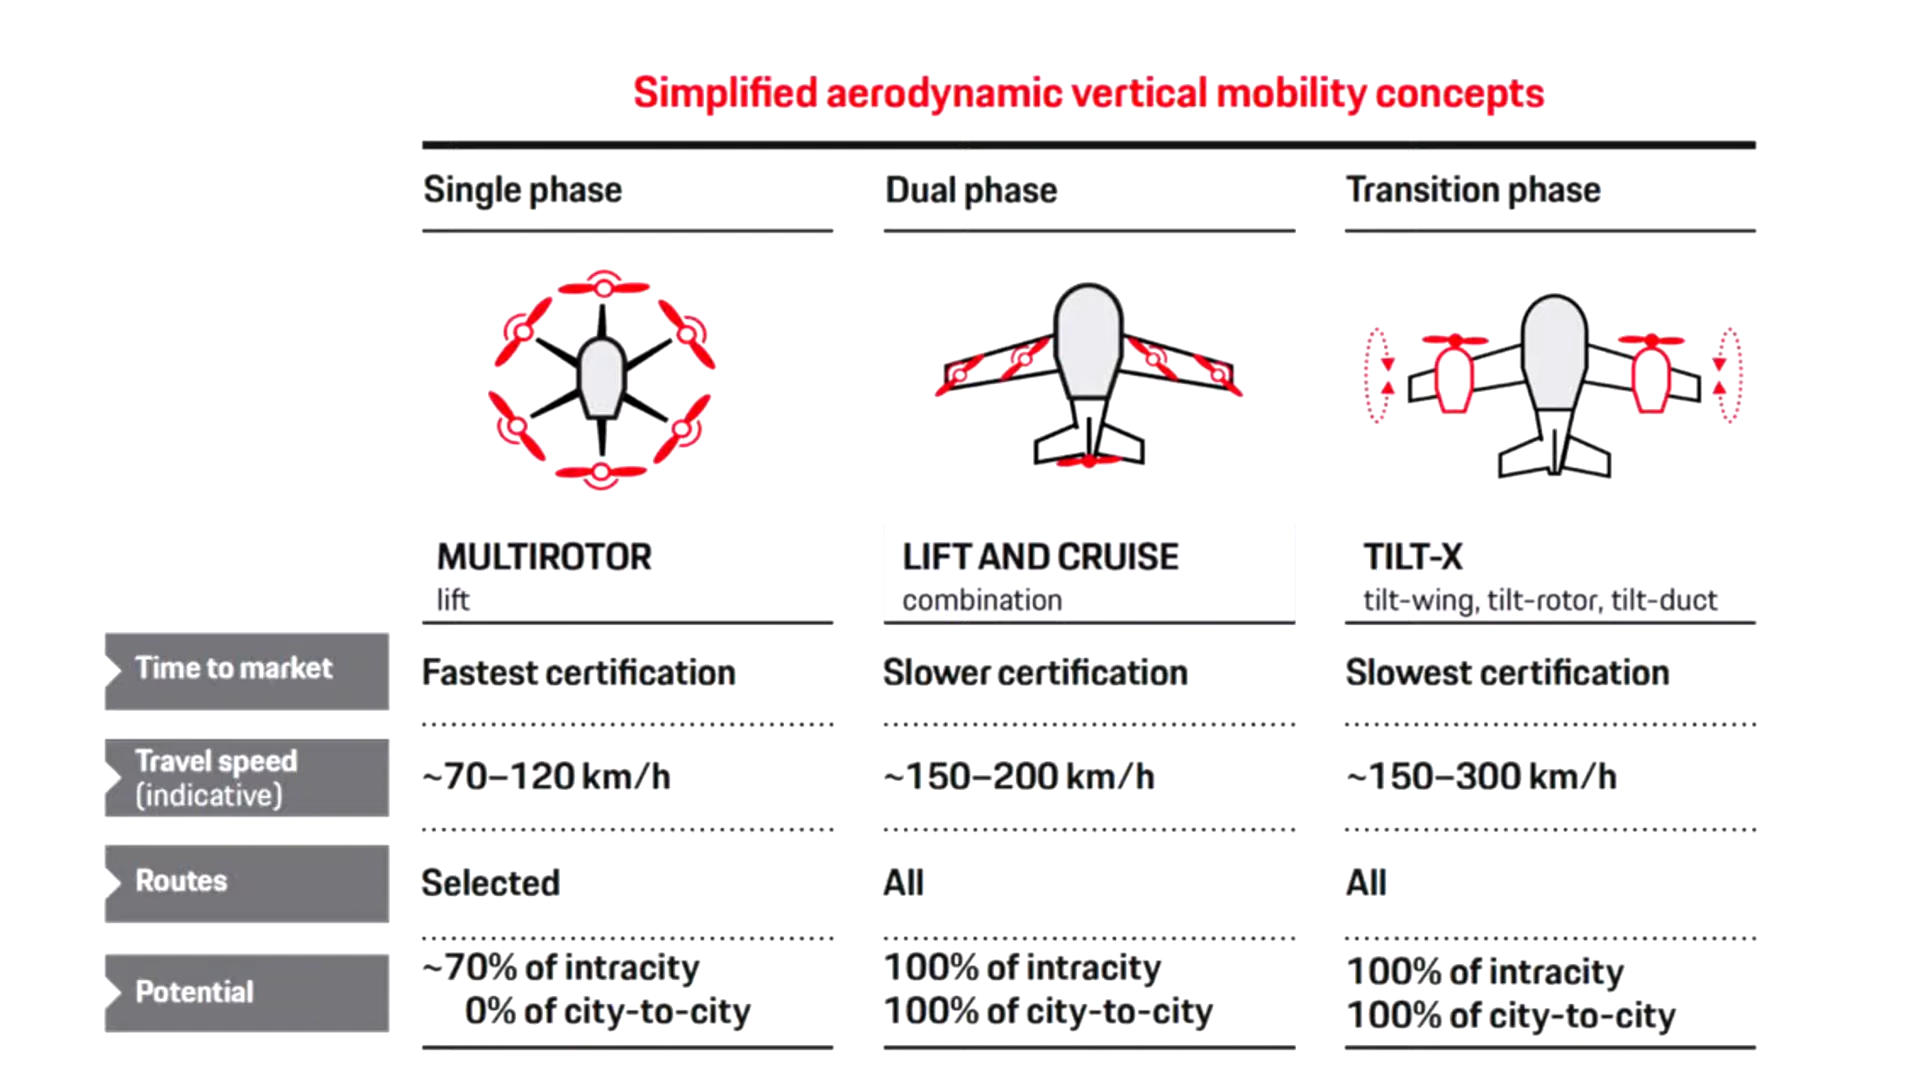 Simplified aerodynamic vertical mobility concepts
Single phase
Dual phase
Transition phase
MULTIROTOR
lift
LIFT AND CRUISE
combination
TILT-X
tilt-wing, tilt-rotor, tilt-duct
Time to market
Fastest certification
Slower certification
Slowest certification
Travel speed
(indicative)
~70–120 km/h
~150–200 km/h
~150–300 km/h
Routes
Selected
All
All
Potential
~70% of intracity
0% of city-to-city
100% of intracity
100% of city-to-city
100% of intracity
100% of city-to-city